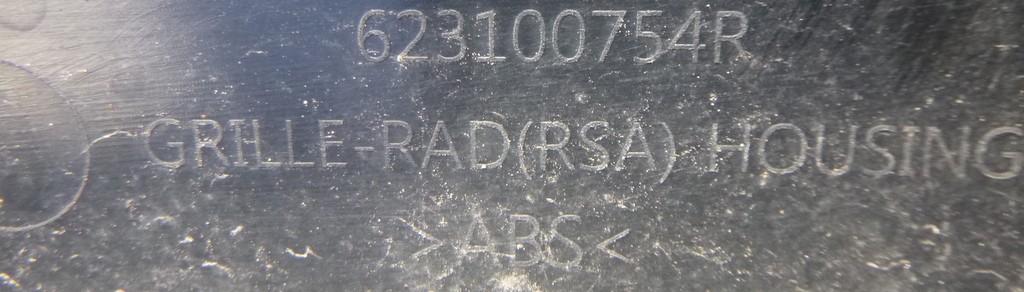 623100754R
GRILLE-RAD(RSA) HOUSING
>ABS<